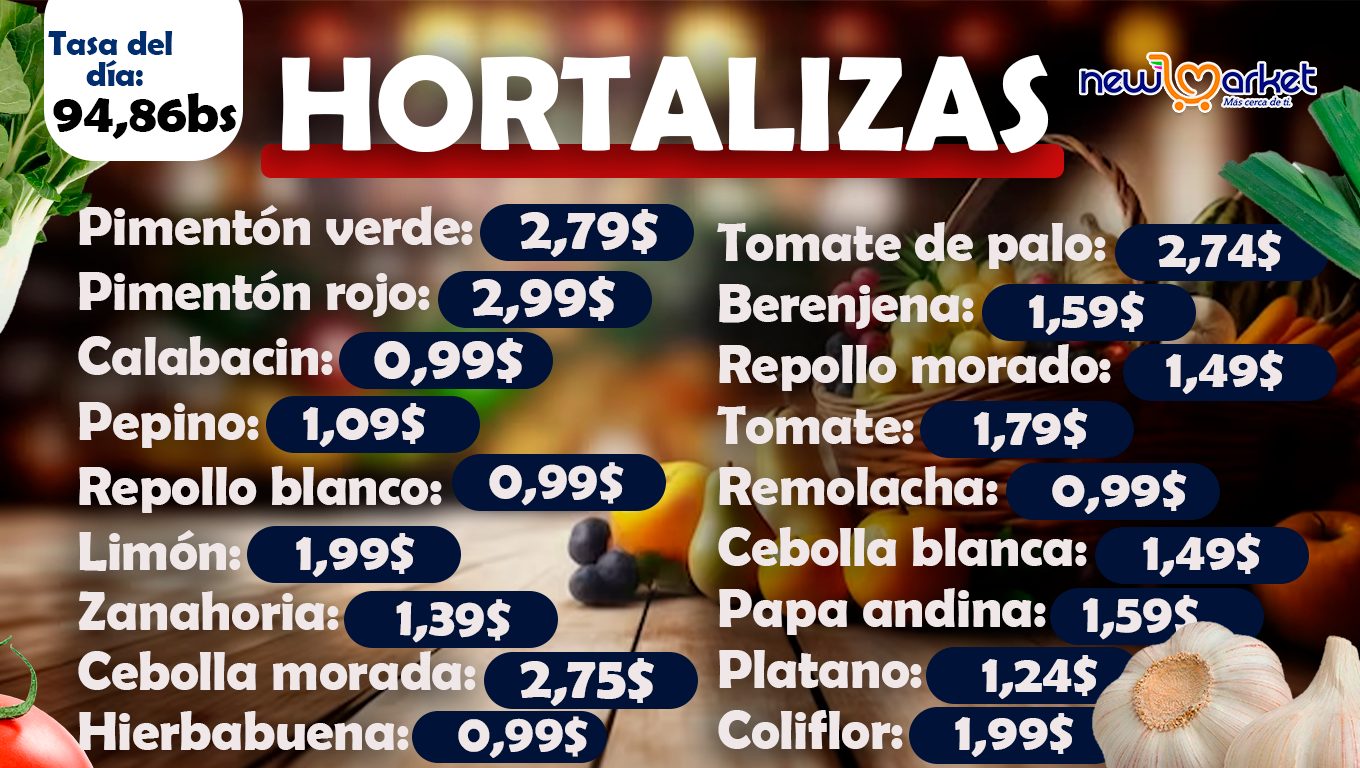 Tasa del
día:
94,86bs
HORTALIZAS
new market
Más cerca de tí.
Pimentón verde: 2,79$
Pimentón rojo: 2,99$
Calabacin: 0,99$
Pepino: 1,09$
Repollo blanco: 0,99$
Limón: 1,99$
Zanahoria: 1,39$
Cebolla morada: 2,75$
Hierbabuena: 0,99$
Tomate de palo: 2,74$
Berenjena: 1,59$
Repollo morado: 1,49$
Tomate: 1,79$
Remolacha: 0,99$
Cebolla blanca: 1,49$
Papa andina: 1,59$
Platano: 1,24$
Coliflor: 1,99$